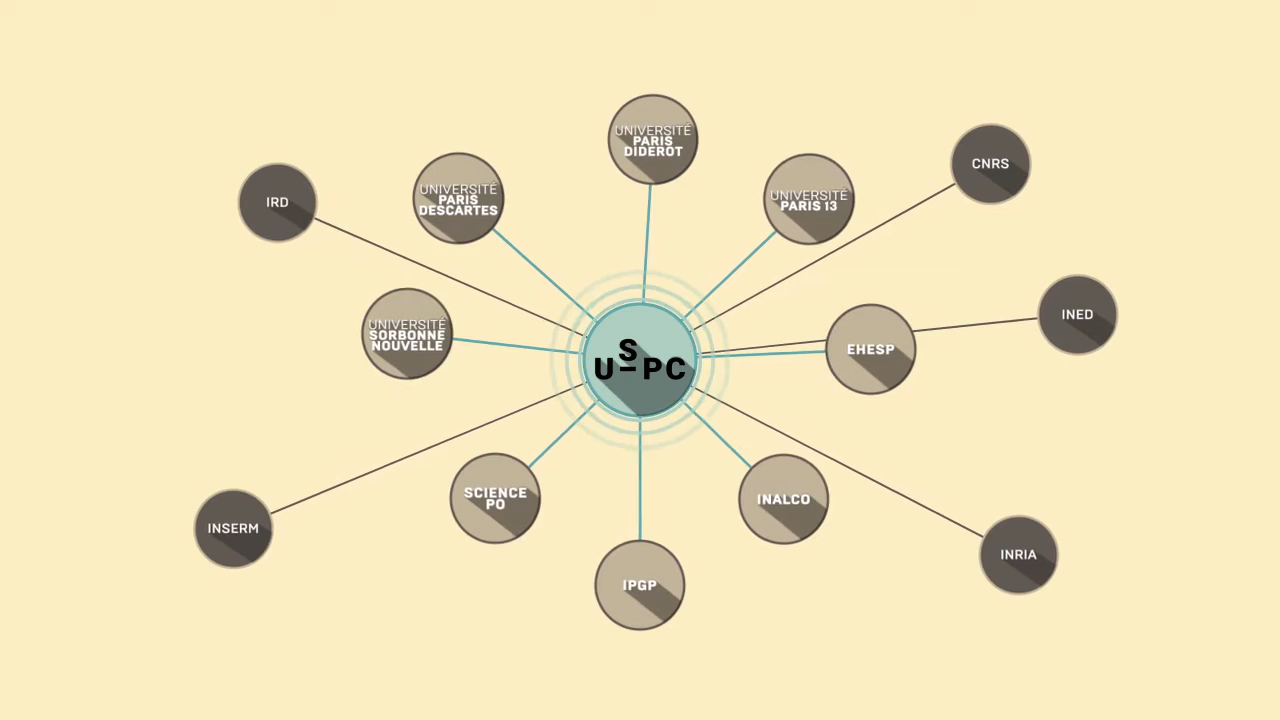 UNIVERSITÉ
PARIS
DIDEROT
CNRS
IRD
UNIVERSITÉ
PARIS
DESCARTES
UNIVERSITÉ
PARIS 13
UNIVERSITÉ
SORBONNE
NOUVELLE
USPC
EHESP
INED
SCIENCE
PO
INALCO
INSERM
IPGP
INRIA